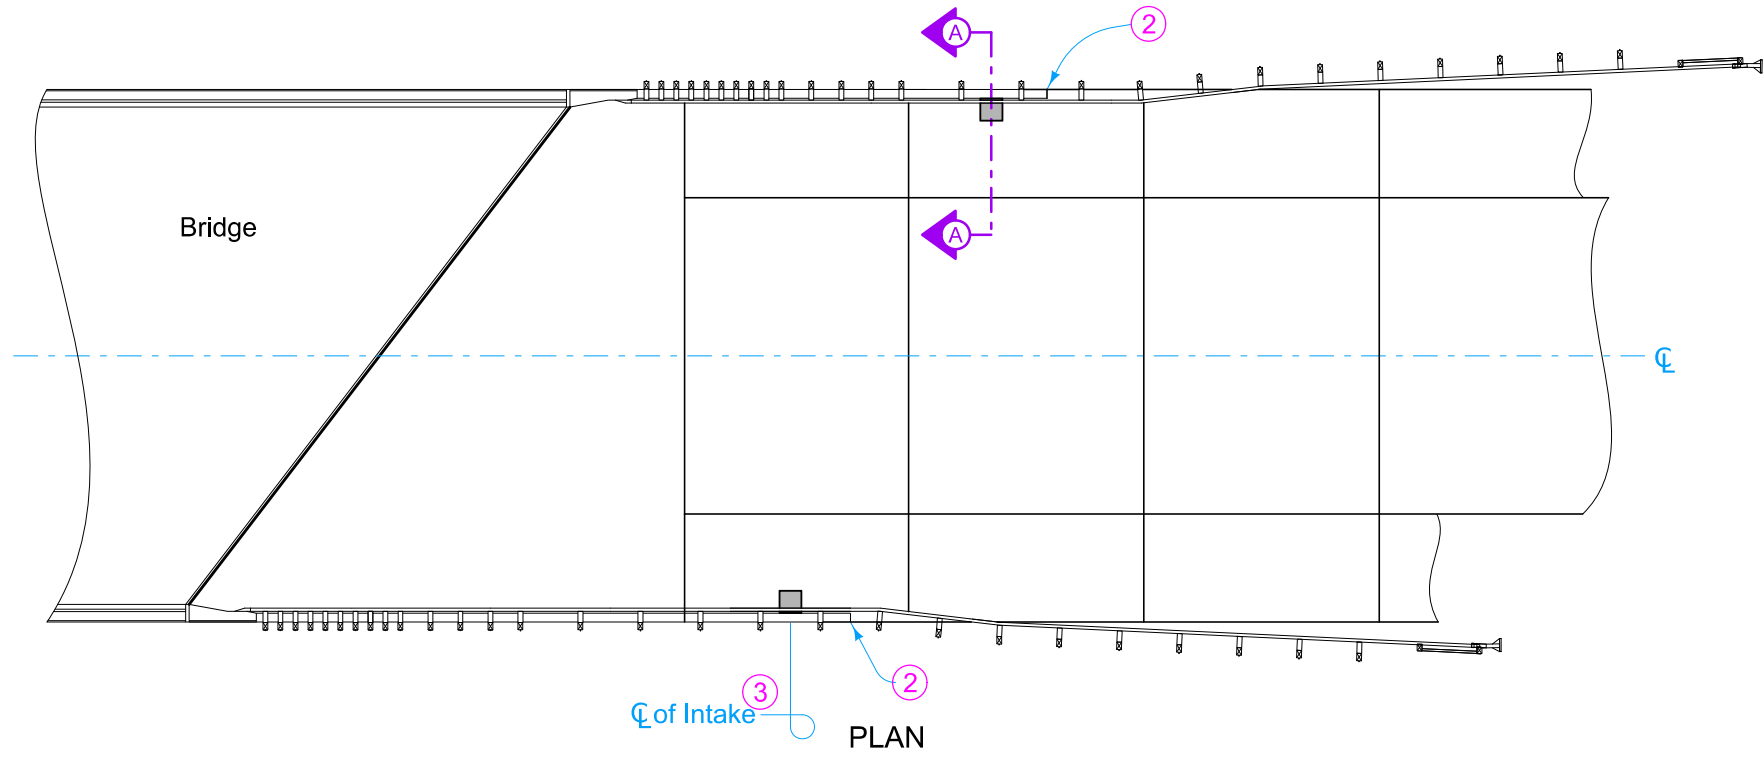 2
A
Bridge
A
℄
3
2
℄ of Intake
PLAN